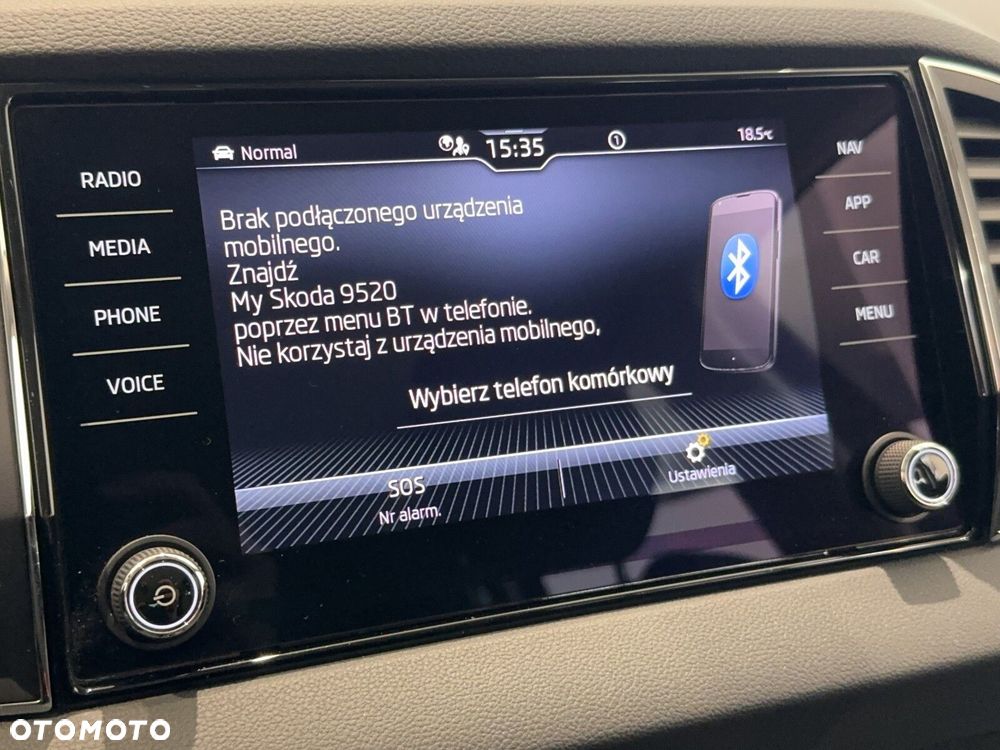 Normal
15:35
1
18.5°C
RADIO
MEDIA
PHONE
VOICE
Brak podłączonego urządzenia
mobilnego.
Znajdź
My Skoda 9520
poprzez menu BT w telefonie.
Nie korzystaj z urządzenia mobilnego,
Wybierz telefon komórkowy
SOS
Nr alarm.
Ustawienia
NAV
APP
CAR
MENU
OTOMOTO